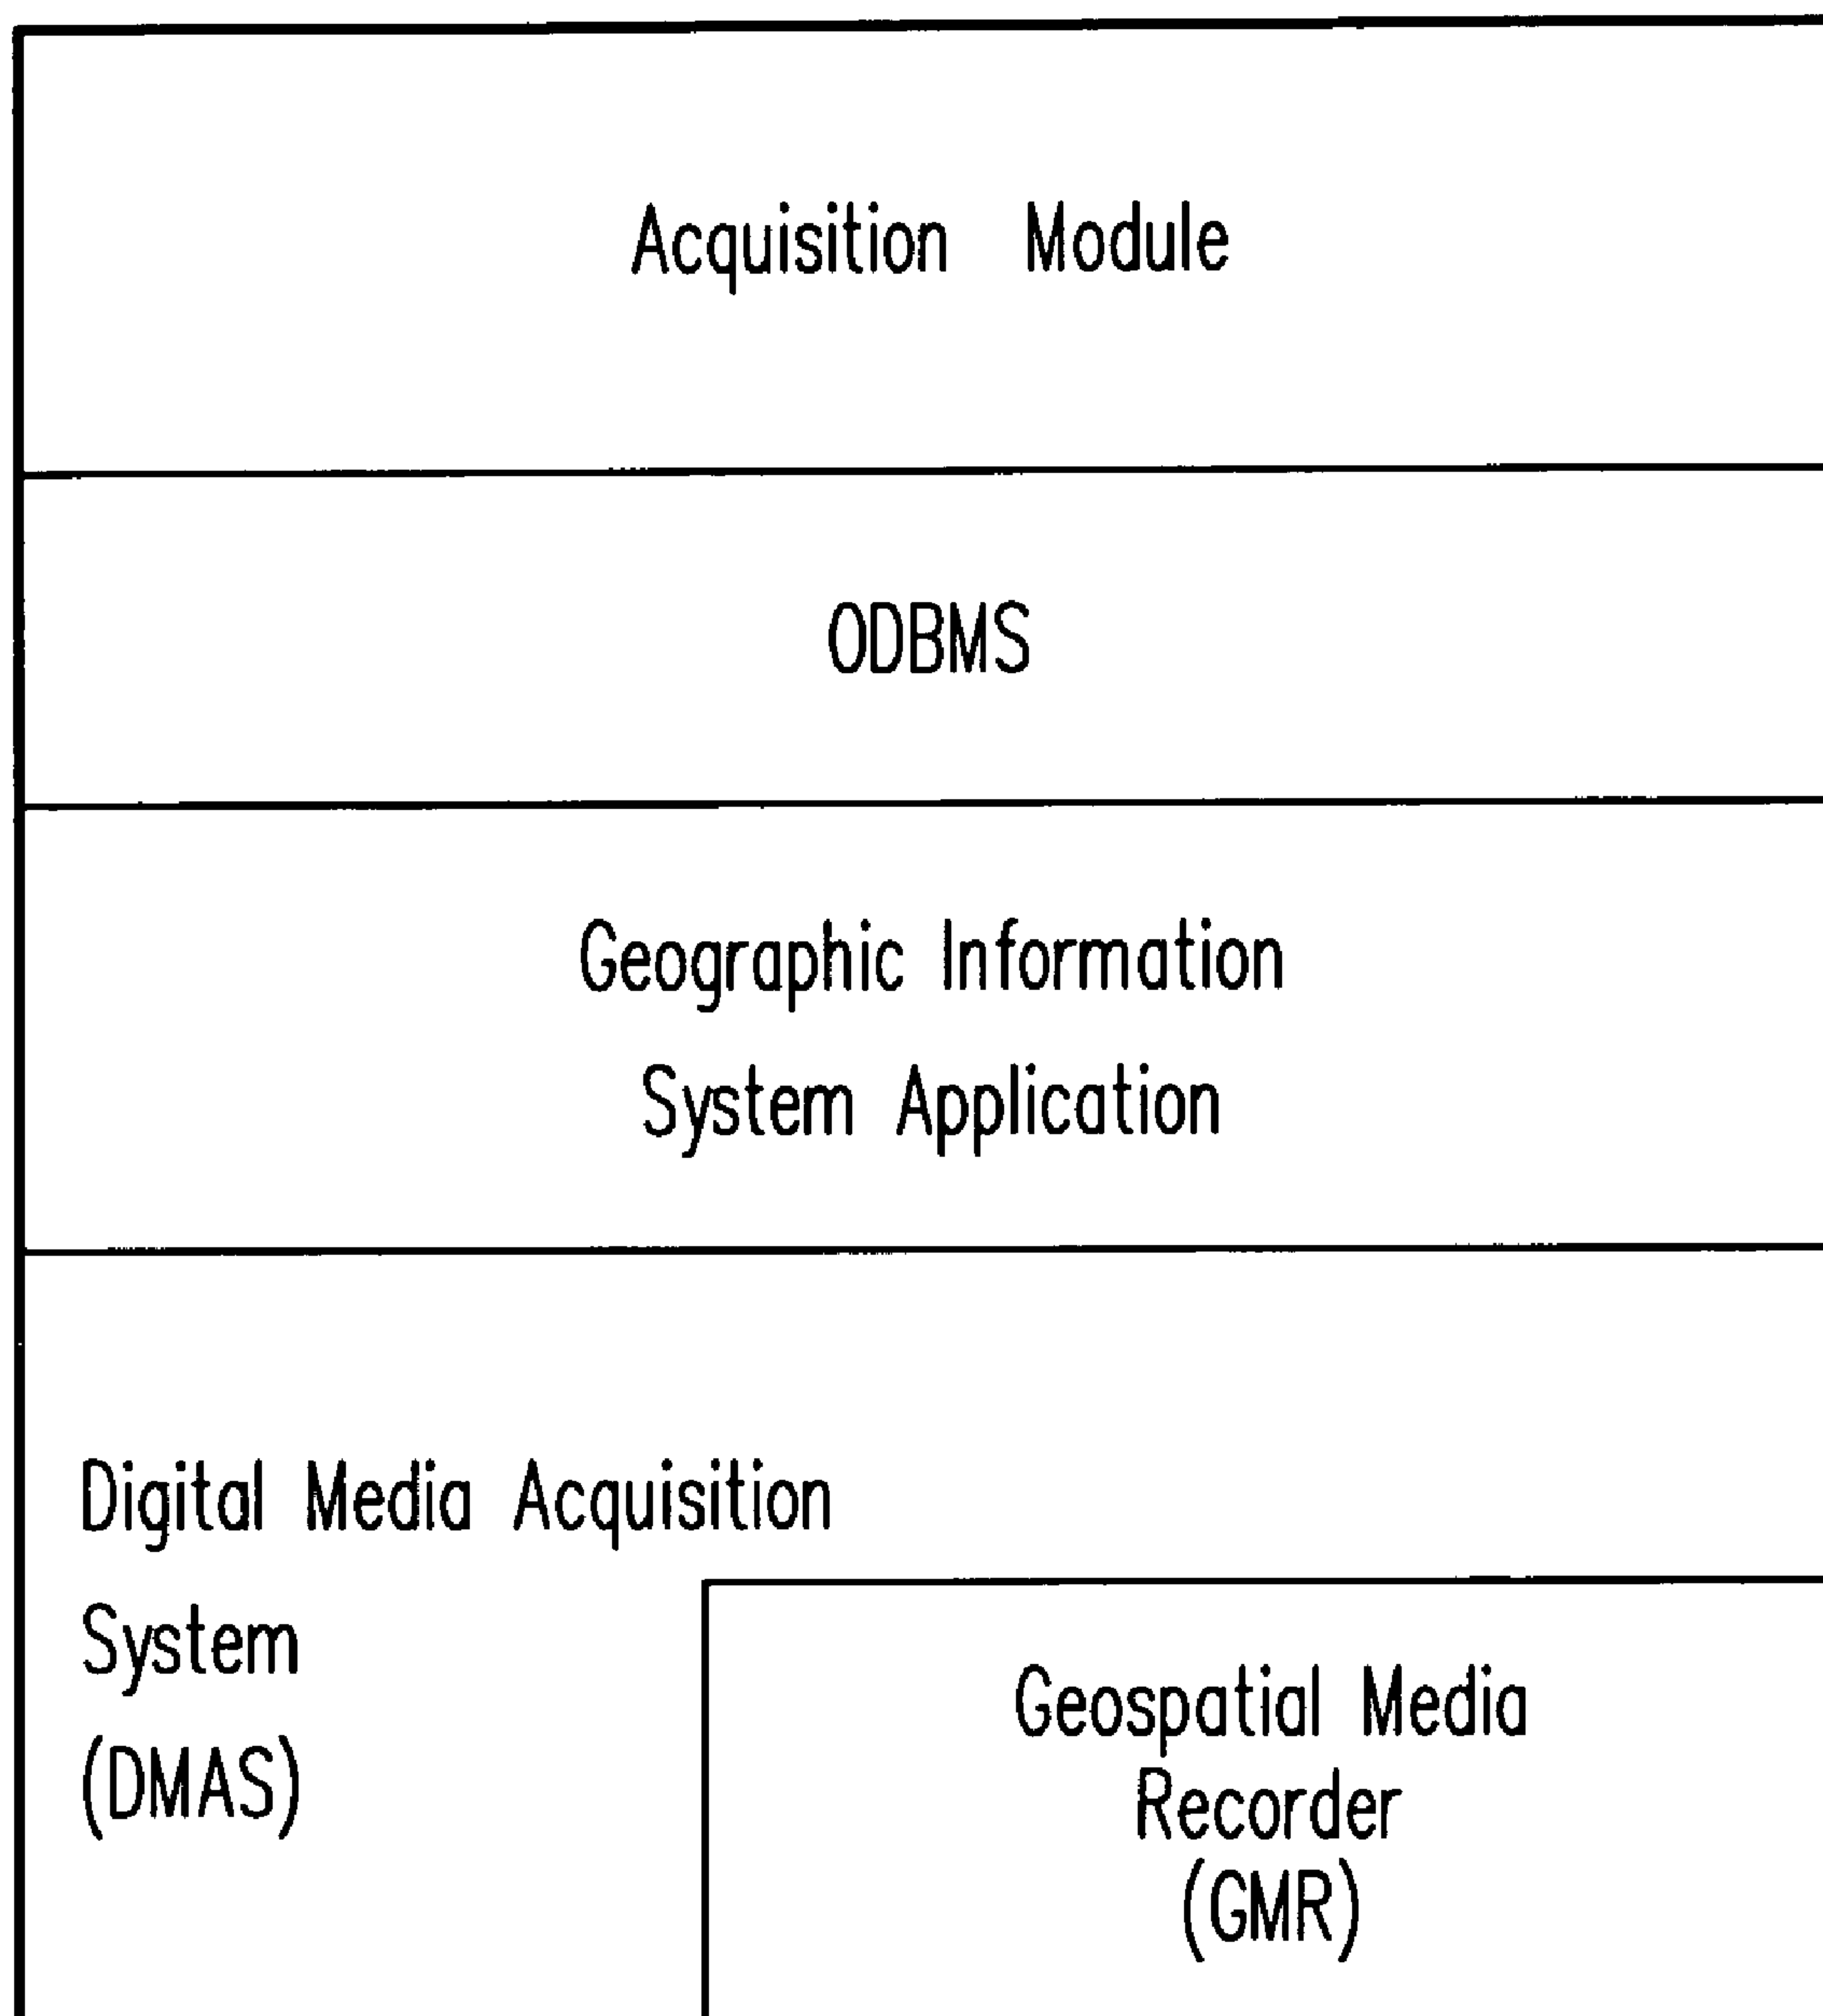 Acquisition Module
ODBMS
Geographic Information
System Application
Digital Media Acquisition
System
(DMAS)
Geospatial Media
Recorder
(GMR)